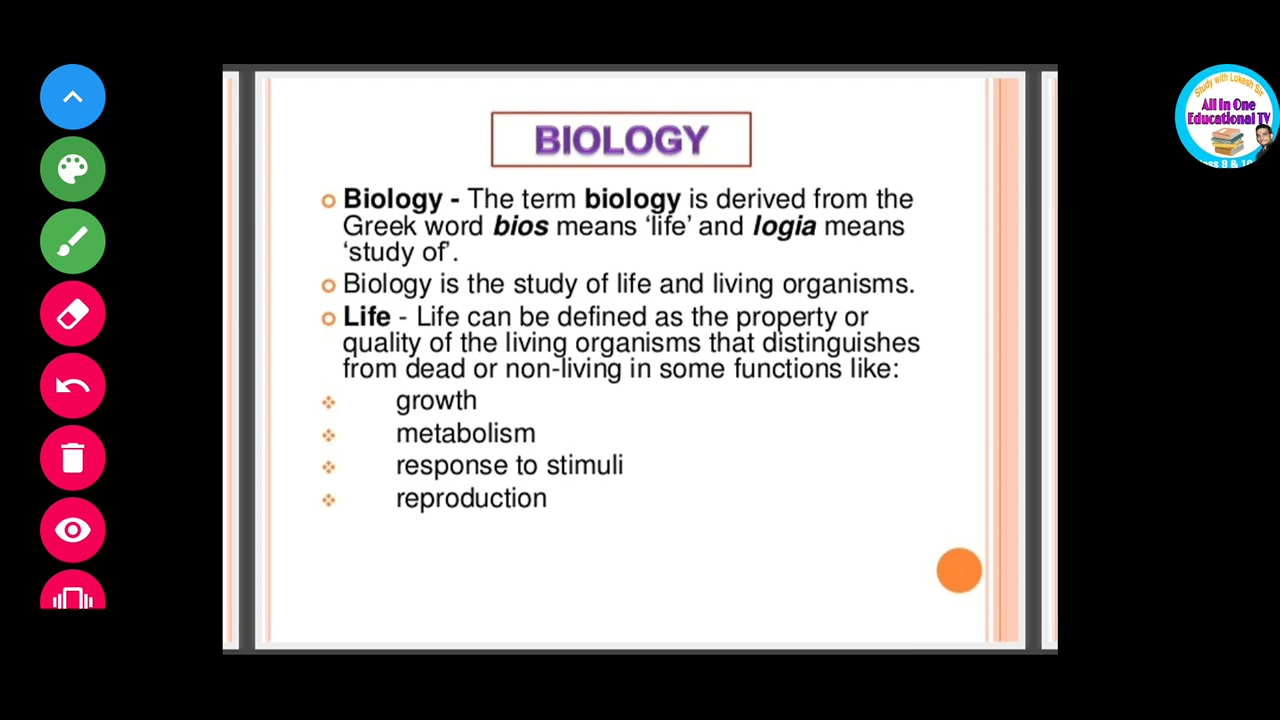 BIOLOGY
Biology - The term biology is derived from the
Greek word bios means ‘life’ and logia means
‘study of’.
Biology is the study of life and living organisms.
Life - Life can be defined as the property or
quality of the living organisms that distinguishes
from dead or non-living in some functions like:
growth
metabolism
response to stimuli
reproduction
Study with Lokesh Sir
All In One
Educational TV